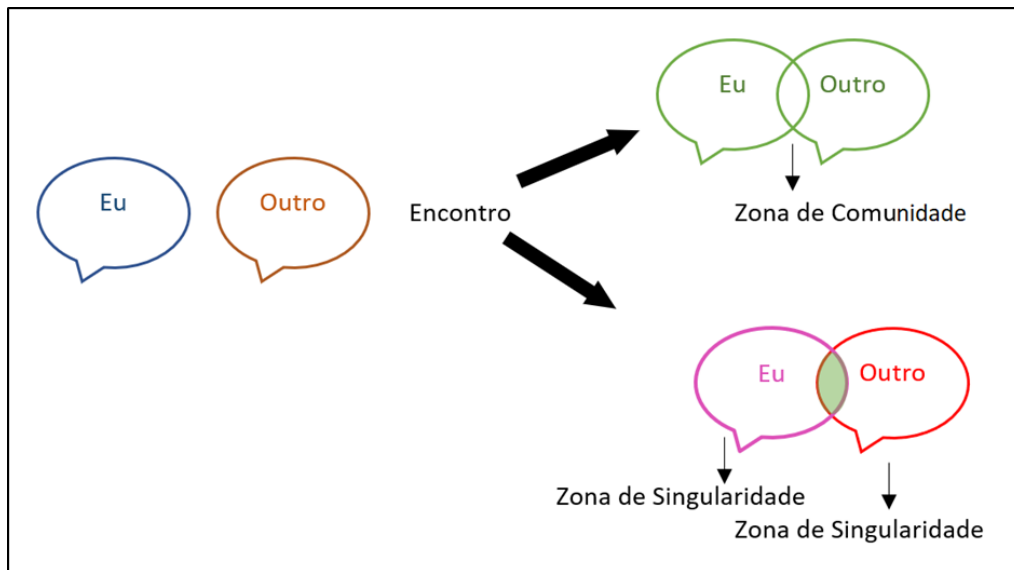 Eu
Outro
Encontro
Eu
Outro
Zona de Comunidade
Eu
Outro
Zona de Singularidade
Zona de Singularidade